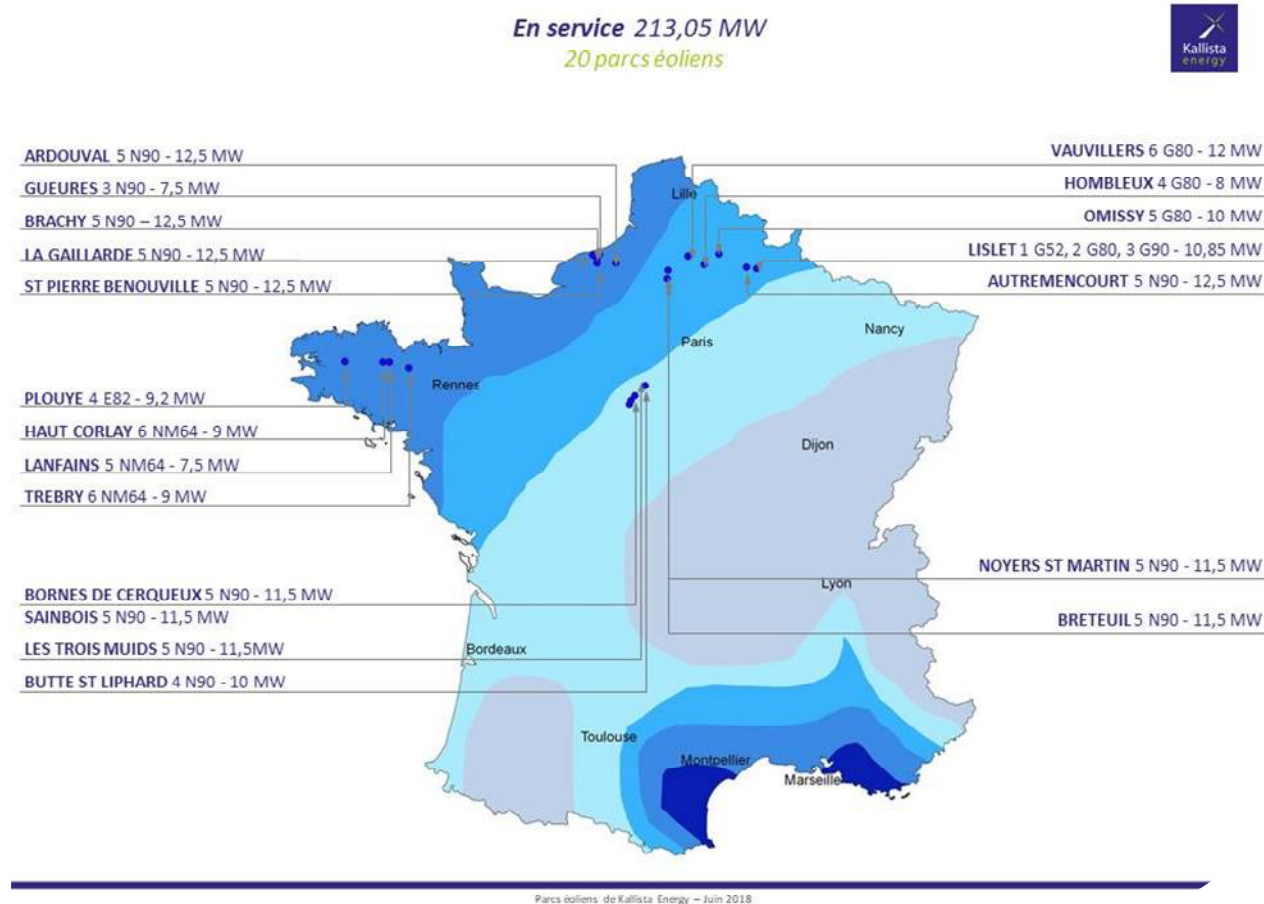 En service 213,05 MW
20 parcs éoliens
Kallista
energy
ARDOUVAL 5 N90 - 12,5 MW
GUEURES 3 N90 - 7,5 MW
BRACHY 5 N90 – 12,5 MW
LA GAILLARDE 5 N90 - 12,5 MW
ST PIERRE BENOUVILLE 5 N90 - 12,5 MW
VAUVILLERS 6 G80 - 12 MW
HOMBLEUX 4 G80 - 8 MW
OMISSY 5 G80 - 10 MW
LISLET 1 G52, 2 G80, 3 G90 - 10,85 MW
AUTREMENCOURT 5 N90 - 12,5 MW
Lille
Paris
Nancy
Rennes
Dijon
Lyon
Bordeaux
Toulouse
Montpellier
Marseille
PLOUYE 4 E82 - 9,2 MW
HAUT CORLAY 6 NM64 - 9 MW
LANFAINS 5 NM64 - 7,5 MW
TREBRY 6 NM64 - 9 MW
BORNES DE CERQUEUX 5 N90 - 11,5 MW
SAINBOIS 5 N90 - 11,5 MW
LES TROIS MUIDS 5 N90 - 11,5MW
BUTTE ST LIPHARD 4 N90 - 10 MW
NOYERS ST MARTIN 5 N90 - 11,5 MW
BRETEUIL 5 N90 - 11,5 MW
Parcs éoliens de Kallista Energy – Juin 2018